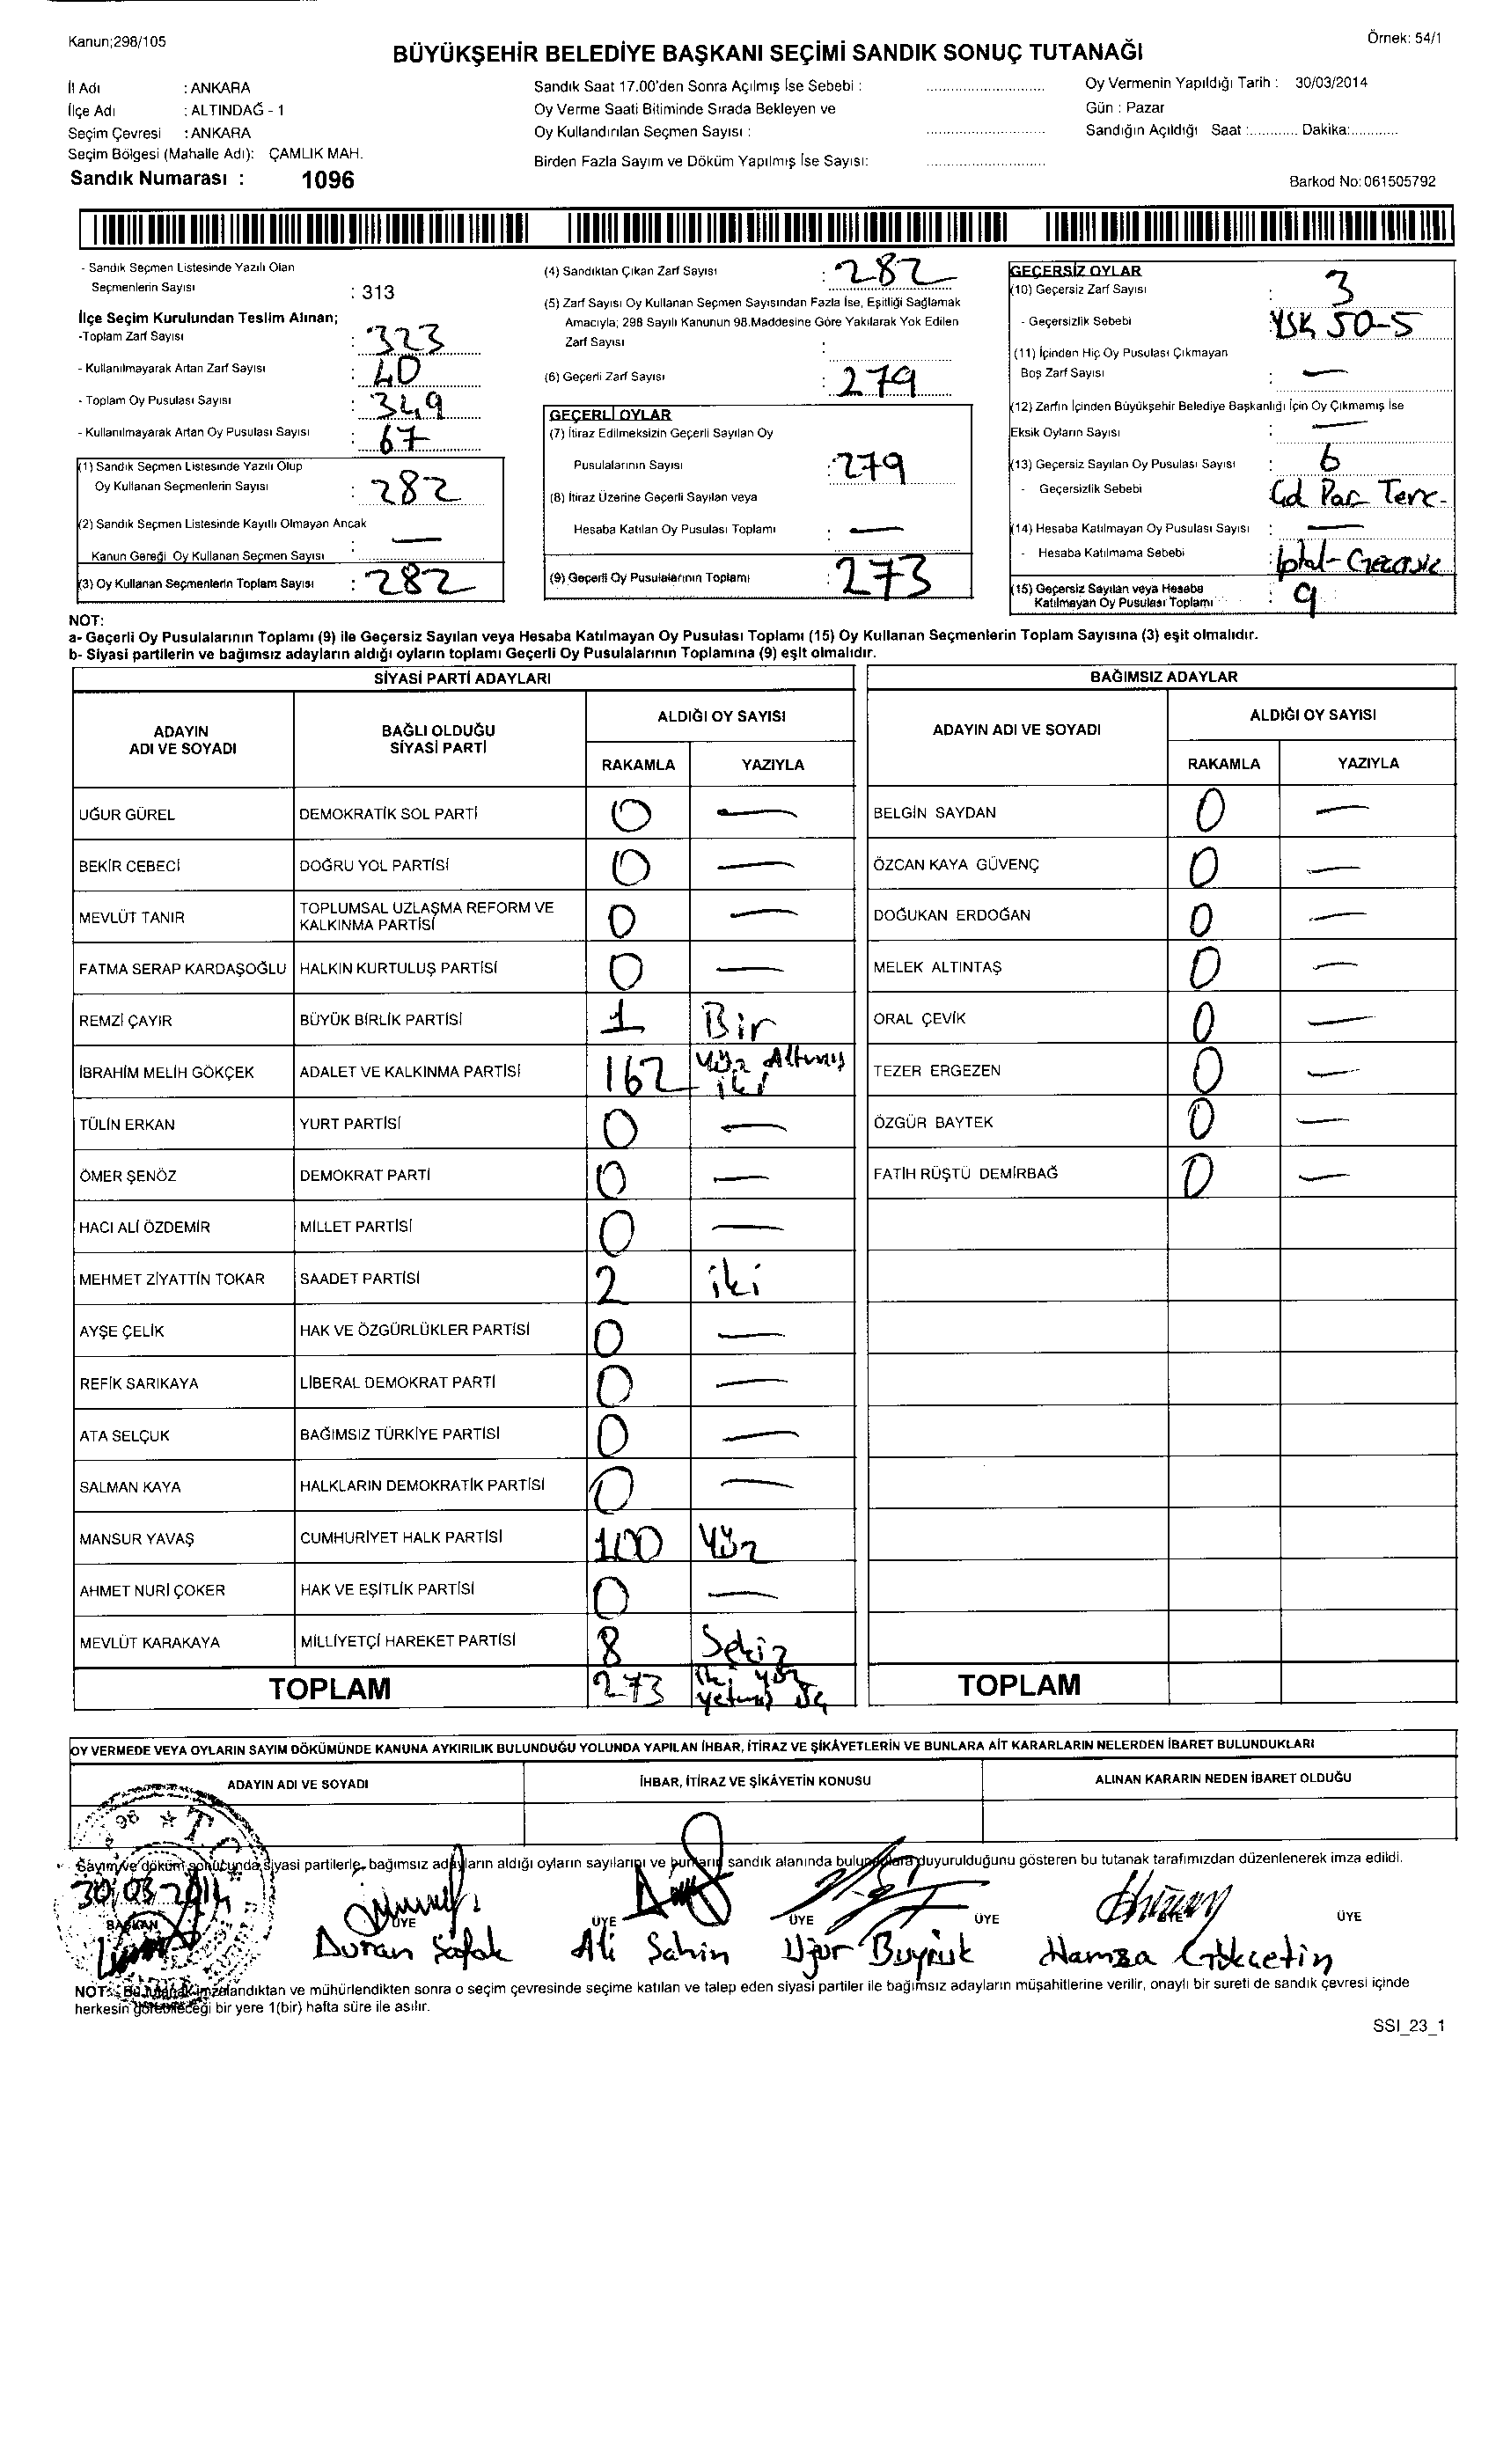 Kanun;298/105
Örnek: 54/1
BÜYÜKŞEHİR BELEDİYE BAŞKANI SEÇİMİ SANDIK SONUÇ TUTANAĞI
İl Adı : ANKARA
İlçe Adı : ALTINDAĞ - 1
Seçim Çevresi : ANKARA
Seçim Bölgesi (Mahalle Adı): ÇAMLIK MAH.
Sandık Numarası : 1096
Sandık Saat 17.00'den Sonra Açılmış İse Sebebi :
Oy Verme Saati Bitiminde Sırada Bekleyen ve
Oy Kullandırılan Seçmen Sayısı :
Birden Fazla Sayım ve Döküm Yapılmış İse Sayısı:
Oy Vermenin Yapıldığı Tarih : 30/03/2014
Gün : Pazar
Sandığın Açıldığı Saat :............ Dakika:............
Barkod No: 061505792
- Sandık Seçmen Listesinde Yazılı Olan
Seçmenlerin Sayısı : 313
İlçe Seçim Kurulundan Teslim Alınan;
-Toplam Zarf Sayısı : 323
- Kullanılmayarak Artan Zarf Sayısı : 40
- Toplam Oy Pusulası Sayısı : 349
- Kullanılmayarak Artan Oy Pusulası Sayısı : 67
(1) Sandık Seçmen Listesinde Yazılı Olup
Oy Kullanan Seçmenlerin Sayısı : 282
(2) Sandık Seçmen Listesinde Kayıtlı Olmayan Ancak
Kanun Gereği Oy Kullanan Seçmen Sayısı : —
(3) Oy Kullanan Seçmenlerin Toplam Sayısı : 282
(4) Sandıktan Çıkan Zarf Sayısı : 282
(5) Zarf Sayısı Oy Kullanan Seçmen Sayısından Fazla İse, Eşitliği Sağlamak
Amacıyla; 298 Sayılı Kanunun 98.Maddesine Göre Yakılarak Yok Edilen
Zarf Sayısı :
(6) Geçerli Zarf Sayısı : 279
GEÇERLİ OYLAR
(7) İtiraz Edilmeksizin Geçerli Sayılan Oy
Pusulalarının Sayısı : 279
(8) İtiraz Üzerine Geçerli Sayılan veya
Hesaba Katılan Oy Pusulası Toplamı : —
(9) Geçerli Oy Pusulalarının Toplamı : 273
GEÇERSİZ OYLAR
(10) Geçersiz Zarf Sayısı : 3
- Geçersizlik Sebebi : YSK 50-5
(11) İçinden Hiç Oy Pusulası Çıkmayan
Boş Zarf Sayısı : —
(12) Zarfın İçinden Büyükşehir Belediye Başkanlığı İçin Oy Çıkmamış İse
Eksik Oyların Sayısı : —
(13) Geçersiz Sayılan Oy Pusulası Sayısı : 6
- Geçersizlik Sebebi
(14) Hesaba Katılmayan Oy Pusulası Sayısı : —
- Hesaba Katılmama Sebebi :
(15) Geçersiz Sayılan veya Hesaba
Katılmayan Oy Pusulası Toplamı : 9
NOT:
a- Geçerli Oy Pusulalarının Toplamı (9) ile Geçersiz Sayılan veya Hesaba Katılmayan Oy Pusulası Toplamı (15) Oy Kullanan Seçmenlerin Toplam Sayısına (3) eşit olmalıdır.
b- Siyasi partilerin ve bağımsız adayların aldığı oyların toplamı Geçerli Oy Pusulalarının Toplamına (9) eşit olmalıdır.
SİYASİ PARTİ ADAYLARI
ADAYIN ADI VE SOYADI
BAĞLI OLDUĞU SİYASİ PARTİ
ALDIĞI OY SAYISI
RAKAMLA YAZIYLA
UĞUR GÜREL DEMOKRATİK SOL PARTİ 0 —
BEKİR CEBECİ DOĞRU YOL PARTİSİ 0 —
MEVLÜT TANIR TOPLUMSAL UZLAŞMA REFORM VE KALKINMA PARTİSİ 0 —
FATMA SERAP KARDAŞOĞLU HALKIN KURTULUŞ PARTİSİ 0 —
REMZİ ÇAYIR BÜYÜK BİRLİK PARTİSİ 1 Bir
İBRAHİM MELİH GÖKÇEK ADALET VE KALKINMA PARTİSİ 162 Yüz Altmış iki
TÜLİN ERKAN YURT PARTİSİ 0 —
ÖMER ŞENÖZ DEMOKRAT PARTİ 0 —
HACI ALİ ÖZDEMİR MİLLET PARTİSİ 0 —
MEHMET ZİYATTİN TOKAR SAADET PARTİSİ 2 iki
AYŞE ÇELİK HAK VE ÖZGÜRLÜKLER PARTİSİ 0 —
REFİK SARIKAYA LİBERAL DEMOKRAT PARTİ 0 —
ATA SELÇUK BAĞIMSIZ TÜRKİYE PARTİSİ 0 —
SALMAN KAYA HALKLARIN DEMOKRATİK PARTİSİ 0 —
MANSUR YAVAŞ CUMHURİYET HALK PARTİSİ 100 Yüz
AHMET NURİ ÇOKER HAK VE EŞİTLİK PARTİSİ 0 —
MEVLÜT KARAKAYA MİLLİYETÇİ HAREKET PARTİSİ 8 Sekiz
TOPLAM 273 iki yüz yetmiş üç
BAĞIMSIZ ADAYLAR
ADAYIN ADI VE SOYADI
ALDIĞI OY SAYISI
RAKAMLA YAZIYLA
BELGİN SAYDAN 0 —
ÖZCAN KAYA GÜVENÇ 0 —
DOĞUKAN ERDOĞAN 0 —
MELEK ALTINTAŞ 0 —
ORAL ÇEVİK 0 —
TEZER ERGEZEN 0 —
ÖZGÜR BAYTEK 0 —
FATİH RÜŞTÜ DEMİRBAĞ 0 —
TOPLAM
OY VERMEDE VEYA OYLARIN SAYIM DÖKÜMÜNDE KANUNA AYKIRILIK BULUNDUĞU YOLUNDA YAPILAN İHBAR, İTİRAZ VE ŞİKÂYETLERİN VE BUNLARA AİT KARARLARIN NELERDEN İBARET BULUNDUKLARI
ADAYIN ADI VE SOYADI
İHBAR, İTİRAZ VE ŞİKÂYETİN KONUSU
ALINAN KARARIN NEDEN İBARET OLDUĞU
Sayım ve döküm sonucunda siyasi partilerle, bağımsız adayların aldığı oyların sayılarını ve bunların sandık alanında bulunanlara duyurulduğunu gösteren bu tutanak tarafımızdan düzenlenerek imza edildi.
30.03.2014
BAŞKAN ÜYE ÜYE ÜYE ÜYE ÜYE ÜYE
Duran Şafak Ali Şahin Uğur Buyruk Hamza Gökçetin
NOT: Bu tutanak imzalandıktan ve mühürlendikten sonra o seçim çevresinde seçime katılan ve talep eden siyasi partiler ile bağımsız adayların müşahitlerine verilir, onaylı bir sureti de sandık çevresi içinde
herkesin görebileceği bir yere 1(bir) hafta süre ile asılır.
SSI_23_1